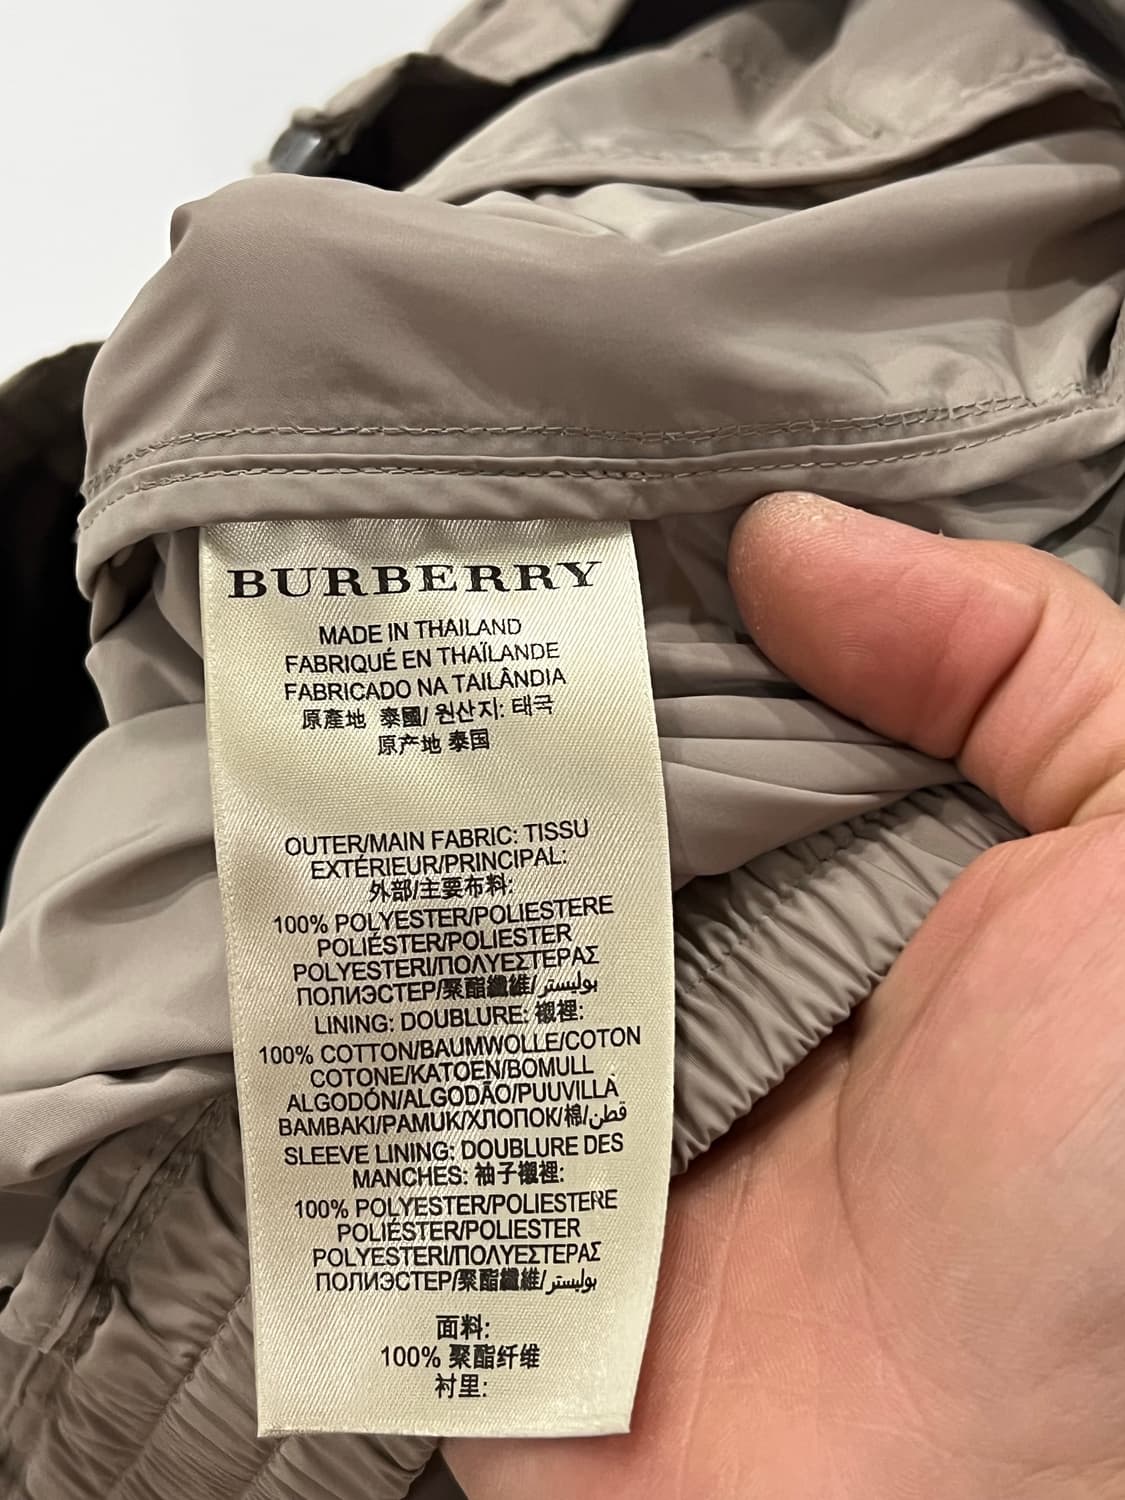 BURBERRY
MADE IN THAILAND
FABRIQUÉ EN THAÏLANDE
FABRICADO NA TAILÂNDIA
原產地 泰國/ 원산지: 태국
原产地 泰国
OUTER/MAIN FABRIC: TISSU
EXTÉRIEUR/PRINCIPAL:
外部/主要布料:
100% POLYESTER/POLIESTERE
POLIÉSTER/POLIESTER
POLYESTERI/ΠΟΛΥΕΣΤΕΡΑΣ
ПОЛИЭСТЕР/聚酯纖維/بوليستر
LINING: DOUBLURE: 襯裡:
100% COTTON/BAUMWOLLE/COTON
COTONE/KATOEN/BOMULL
ALGODÓN/ALGODÃO/PUUVILLA
BAMBAKI/PAMUK/ХЛОПОК/棉/قطن
SLEEVE LINING: DOUBLURE DES
MANCHES: 袖子襯裡:
100% POLYESTER/POLIESTERE
POLIÉSTER/POLIESTER
POLYESTERI/ΠΟΛΥΕΣΤΕΡΑΣ
ПОЛИЭСТЕР/聚酯纖維/بوليستر
面料:
100% 聚酯纤维
衬里: